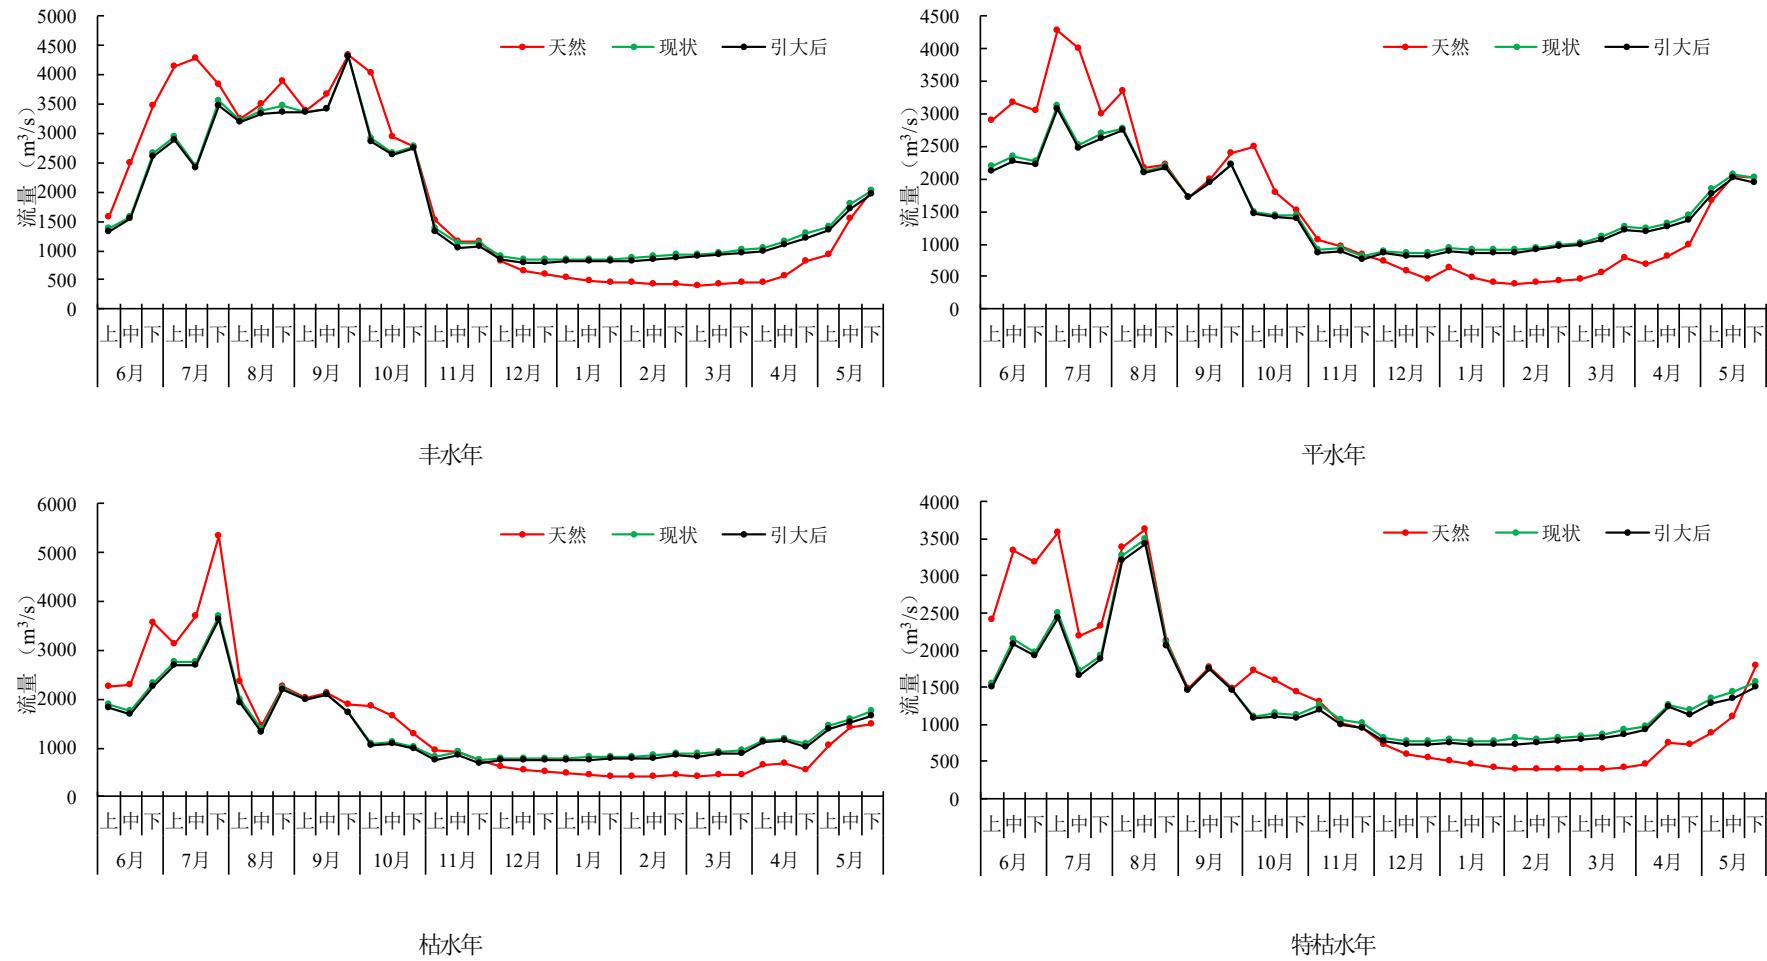 5000
4500
4000
3500
3000
2500
2000
1500
1000
500
0
流量（m³/s）
天然 现状 引大后
上 中 下 上 中 下 上 中 下 上 中 下 上 中 下 上 中 下 上 中 下 上 中 下 上 中 下 上 中 下 上 中 下 上 中 下
6月 7月 8月 9月 10月 11月 12月 1月 2月 3月 4月 5月
丰水年
4500
4000
3500
3000
2500
2000
1500
1000
500
0
流量（m³/s）
天然 现状 引大后
上 中 下 上 中 下 上 中 下 上 中 下 上 中 下 上 中 下 上 中 下 上 中 下 上 中 下 上 中 下 上 中 下 上 中 下
6月 7月 8月 9月 10月 11月 12月 1月 2月 3月 4月 5月
平水年
6000
5000
4000
3000
2000
1000
0
流量（m³/s）
天然 现状 引大后
上 中 下 上 中 下 上 中 下 上 中 下 上 中 下 上 中 下 上 中 下 上 中 下 上 中 下 上 中 下 上 中 下 上 中 下
6月 7月 8月 9月 10月 11月 12月 1月 2月 3月 4月 5月
枯水年
4000
3500
3000
2500
2000
1500
1000
500
0
流量（m³/s）
天然 现状 引大后
上 中 下 上 中 下 上 中 下 上 中 下 上 中 下 上 中 下 上 中 下 上 中 下 上 中 下 上 中 下 上 中 下 上 中 下
6月 7月 8月 9月 10月 11月 12月 1月 2月 3月 4月 5月
特枯水年